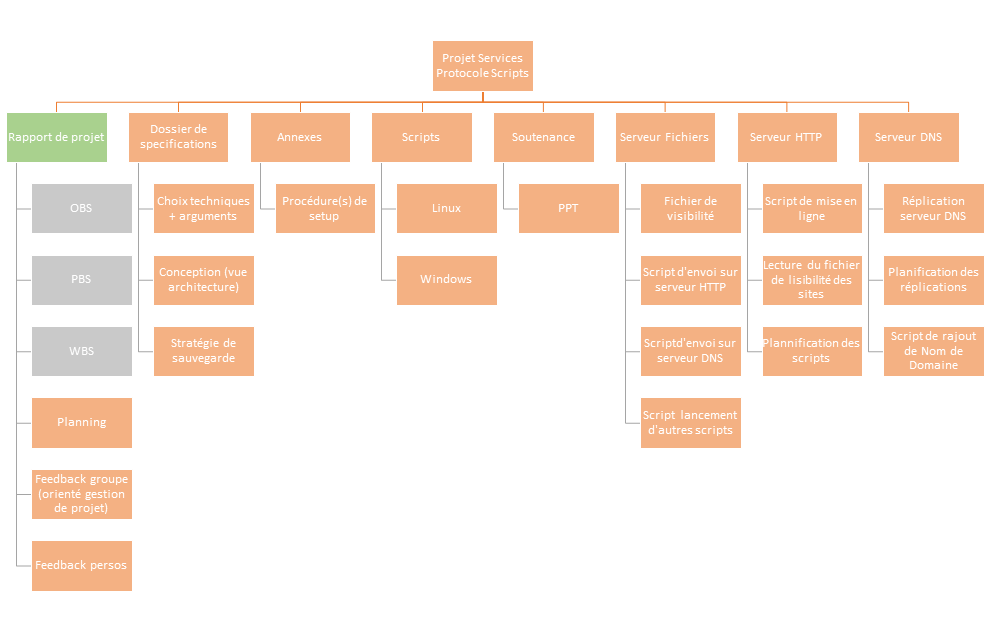 Projet Services
Protocole Scripts
Rapport de projet
Dossier de
specifications
Annexes
Scripts
Soutenance
Serveur Fichiers
Serveur HTTP
Serveur DNS
OBS
PBS
WBS
Planning
Feedback groupe
(orienté gestion
de projet)
Feedback persos
Choix techniques
+ arguments
Conception (vue
architecture)
Stratégie de
sauvegarde
Procédure(s) de
setup
Linux
Windows
PPT
Fichier de
visibilité
Script d'envoi sur
serveur HTTP
Script d'envoi sur
serveur DNS
Script lancement
d'autres scripts
Script de mise en
ligne
Lecture du fichier
de lisibilité des
sites
Plannification des
scripts
Réplication
serveur DNS
Planification des
réplications
Script de rajout
de Nom de
Domaine